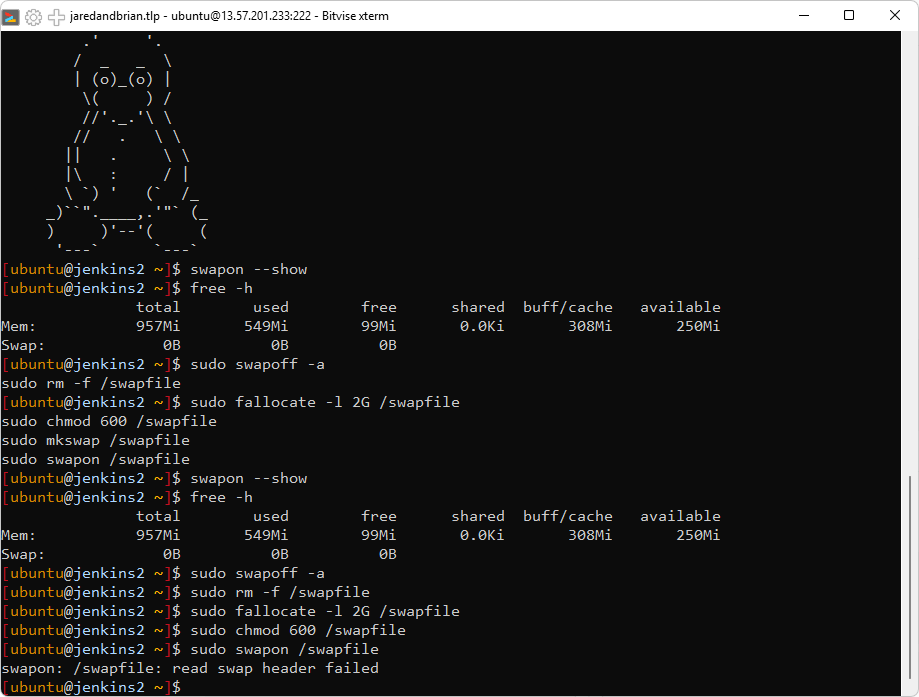 jaredandbrian.tlp - ubuntu@13.57.201.233:222 - Bitvise xterm
[ubuntu@jenkins2 ~]$ swapon --show
[ubuntu@jenkins2 ~]$ free -h
               total        used        free      shared  buff/cache   available
Mem:           957Mi       549Mi        99Mi       0.0Ki       308Mi       250Mi
Swap:             0B          0B          0B
[ubuntu@jenkins2 ~]$ sudo swapoff -a
sudo rm -f /swapfile
[ubuntu@jenkins2 ~]$ sudo fallocate -l 2G /swapfile
sudo chmod 600 /swapfile
sudo mkswap /swapfile
sudo swapon /swapfile
[ubuntu@jenkins2 ~]$ swapon --show
[ubuntu@jenkins2 ~]$ free -h
               total        used        free      shared  buff/cache   available
Mem:           957Mi       549Mi        99Mi       0.0Ki       308Mi       250Mi
Swap:             0B          0B          0B
[ubuntu@jenkins2 ~]$ sudo swapoff -a
[ubuntu@jenkins2 ~]$ sudo rm -f /swapfile
[ubuntu@jenkins2 ~]$ sudo fallocate -l 2G /swapfile
[ubuntu@jenkins2 ~]$ sudo chmod 600 /swapfile
[ubuntu@jenkins2 ~]$ sudo swapon /swapfile
swapon: /swapfile: read swap header failed
[ubuntu@jenkins2 ~]$